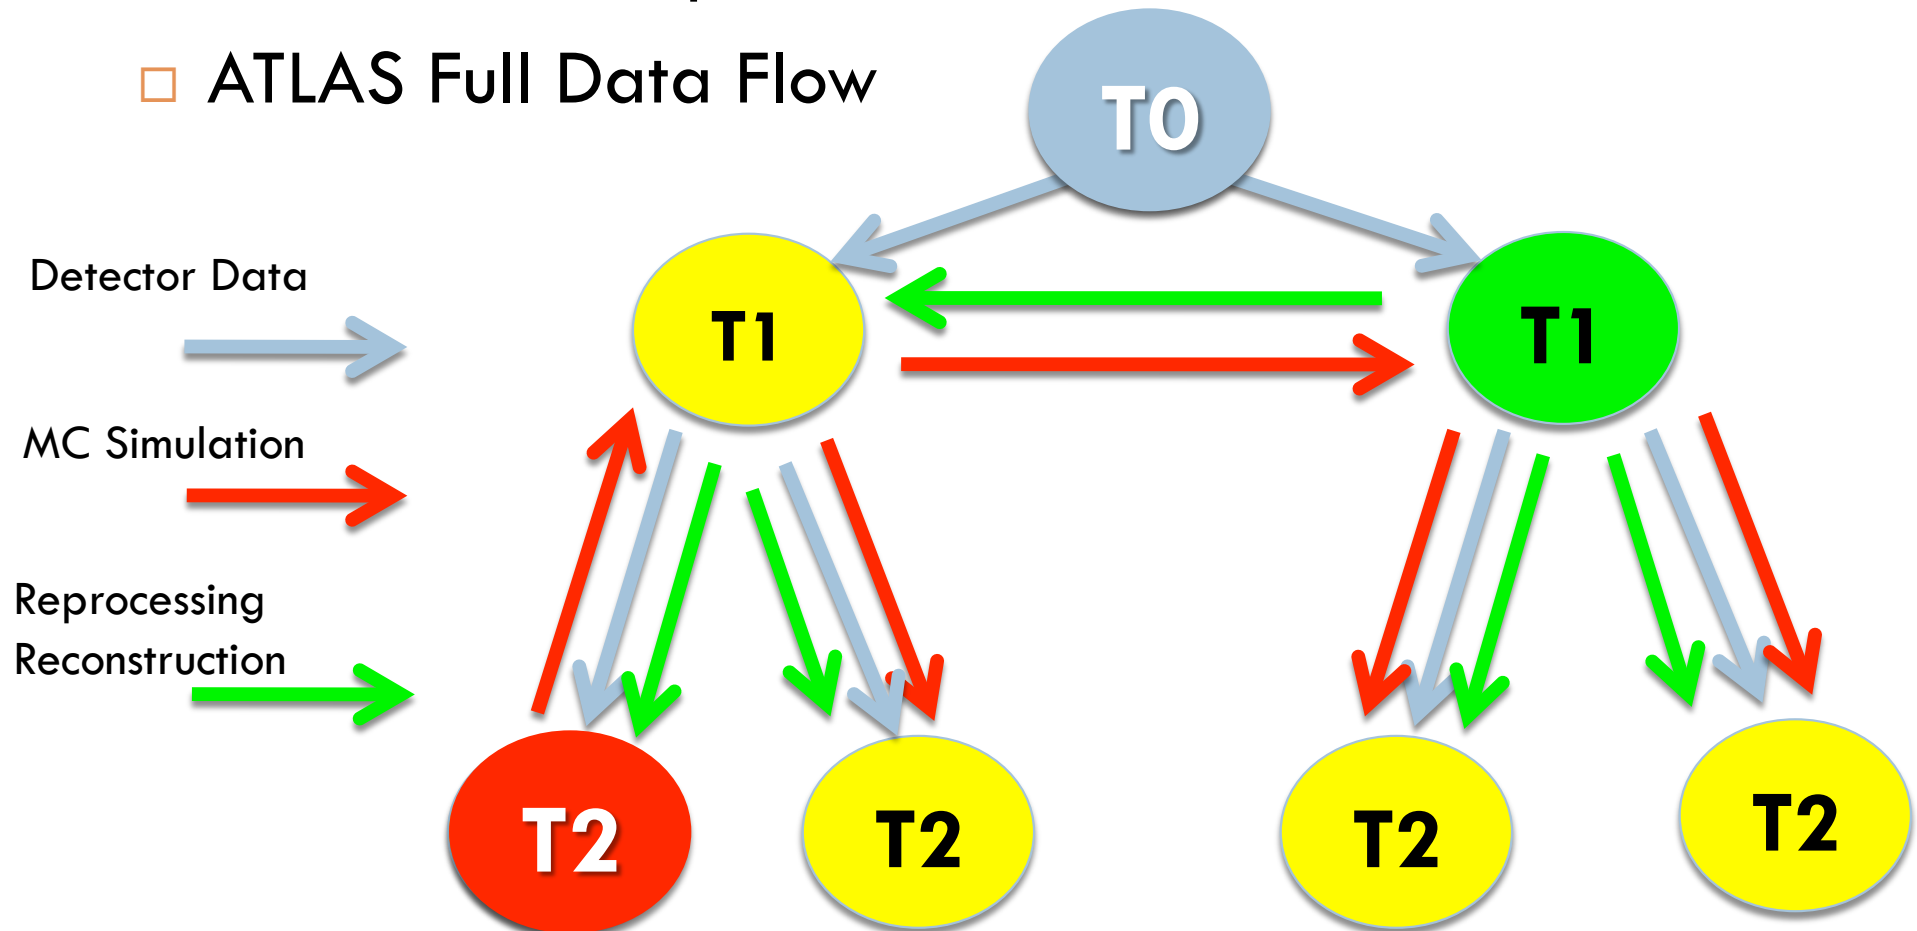 ATLAS Full Data Flow
T0
Detector Data
T1
T1
MC Simulation
Reprocessing
Reconstruction
T2
T2
T2
T2